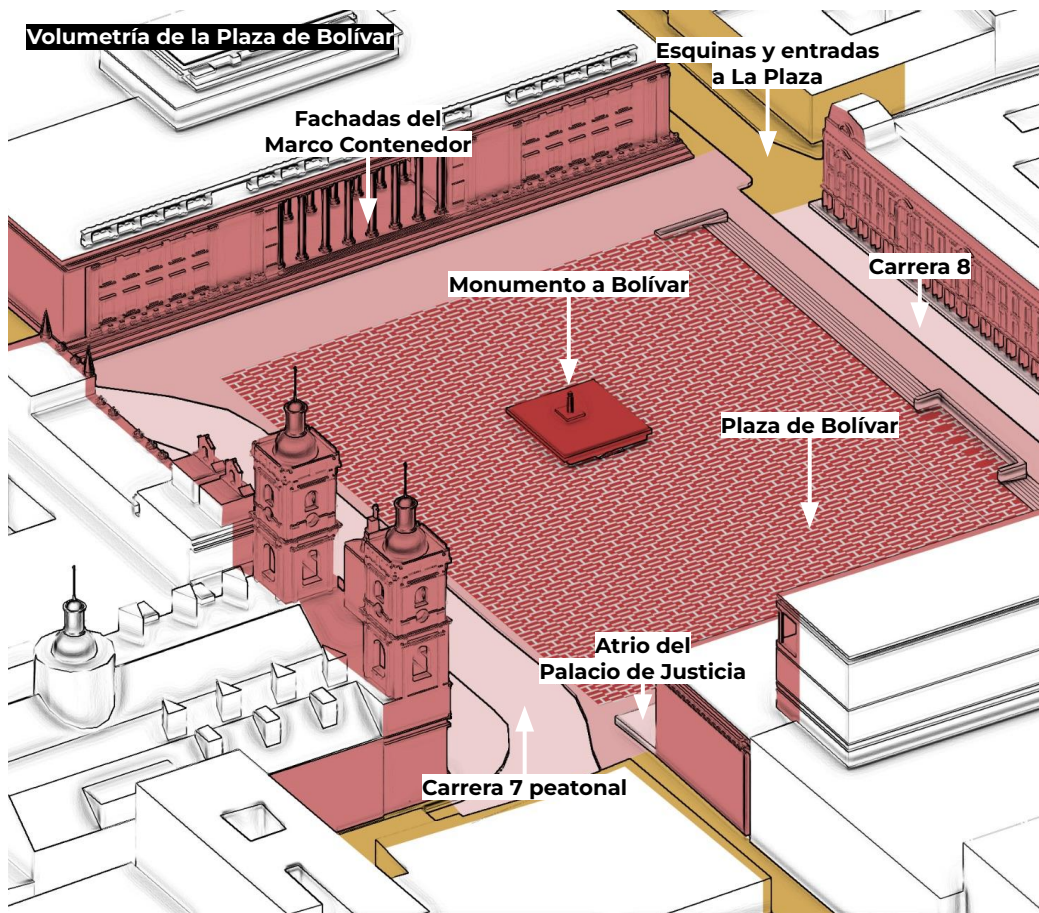 Volumetría de la Plaza de Bolívar
Esquinas y entradas
a La Plaza
Fachadas del
Marco Contenedor
Carrera 8
Monumento a Bolívar
Plaza de Bolívar
Atrio del
Palacio de Justicia
Carrera 7 peatonal